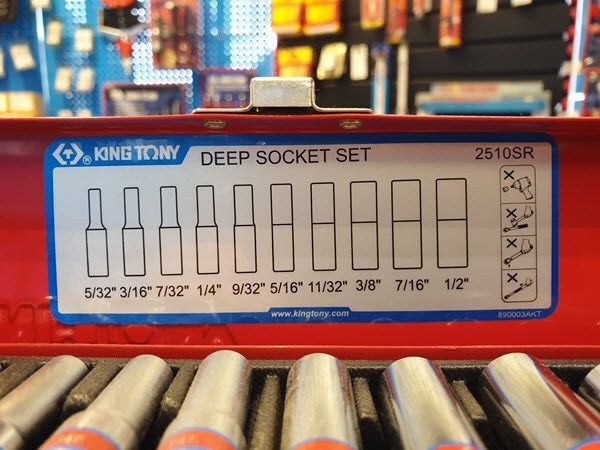 KING TONY DEEP SOCKET SET 2510SR
5/32" 3/16" 7/32" 1/4" 9/32" 5/16" 11/32" 3/8" 7/16" 1/2"
www.kingtony.com 890003AKT